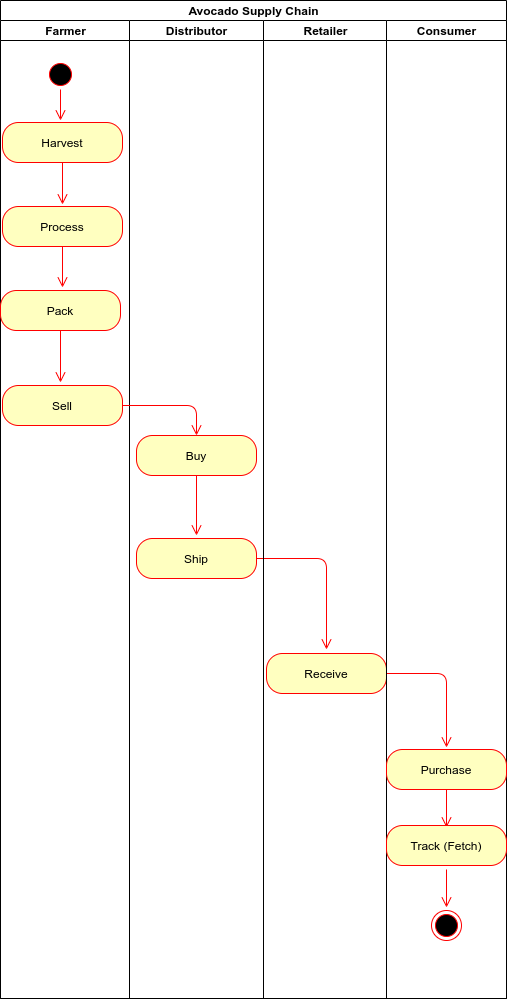 Avocado Supply Chain
Farmer Distributor Retailer Consumer
Harvest
Process
Pack
Sell
Buy
Ship
Receive
Purchase
Track (Fetch)